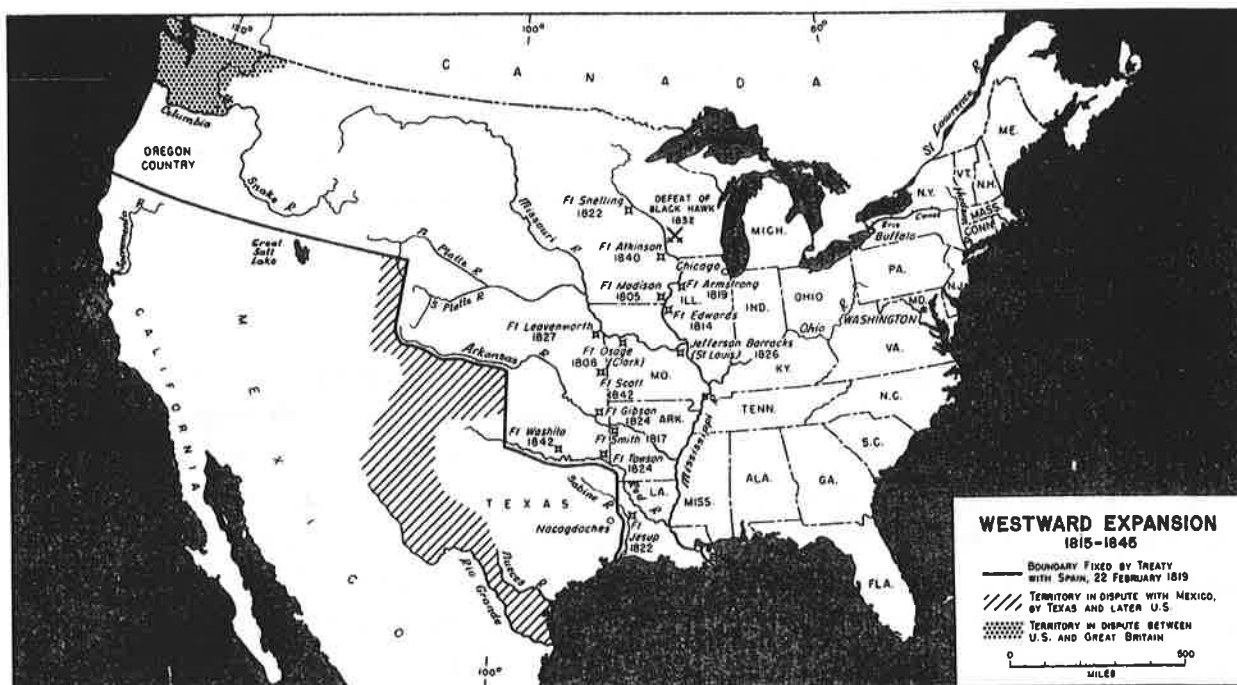 120°
100°
80°
CANADA
Columbia
OREGON
COUNTRY
Snake R
Missouri R
St Lawrence R
ME.
VT.
N.H.
N.Y.
Hudson
MASS
CONN
Erie Canal
Buffalo
Ft Snelling
1822
DEFEAT OF
BLACK HAWK
1832
MICH.
Sacramento R
Great
Salt
Lake
N Platte R
S Platte R
Ft Atkinson
1840
Chicago
Ft Madison
1805
Ft Armstrong
1819
ILL.
IND.
OHIO
PA.
N.J.
MD.
Ft Edwards
1814
Ohio R
WASHINGTON
Ft Leavenworth
1827
Jefferson Barracks
(St Louis) 1826
VA.
Ft Osage
1808 (Clark)
MO.
KY.
Arkansas R
Ft Scott
1842
N.C.
TENN.
CALIFORNIA
MEXICO
Ft Gibson
1824
ARK.
Ft Washita
1842
Ft Smith 1817
Ft Towson
1824
Mississippi
S.C.
TEXAS
Sabine R
Red R
LA.
MISS.
ALA.
GA.
Nacogdoches
Ft
Jesup
1822
Nueces R
Rio Grande
FLA.
100°
WESTWARD EXPANSION
1815-1845
BOUNDARY FIXED BY TREATY
WITH SPAIN, 22 FEBRUARY 1819
TERRITORY IN DISPUTE WITH MEXICO,
BY TEXAS AND LATER U.S.
TERRITORY IN DISPUTE BETWEEN
U.S. AND GREAT BRITAIN
0 500
MILES